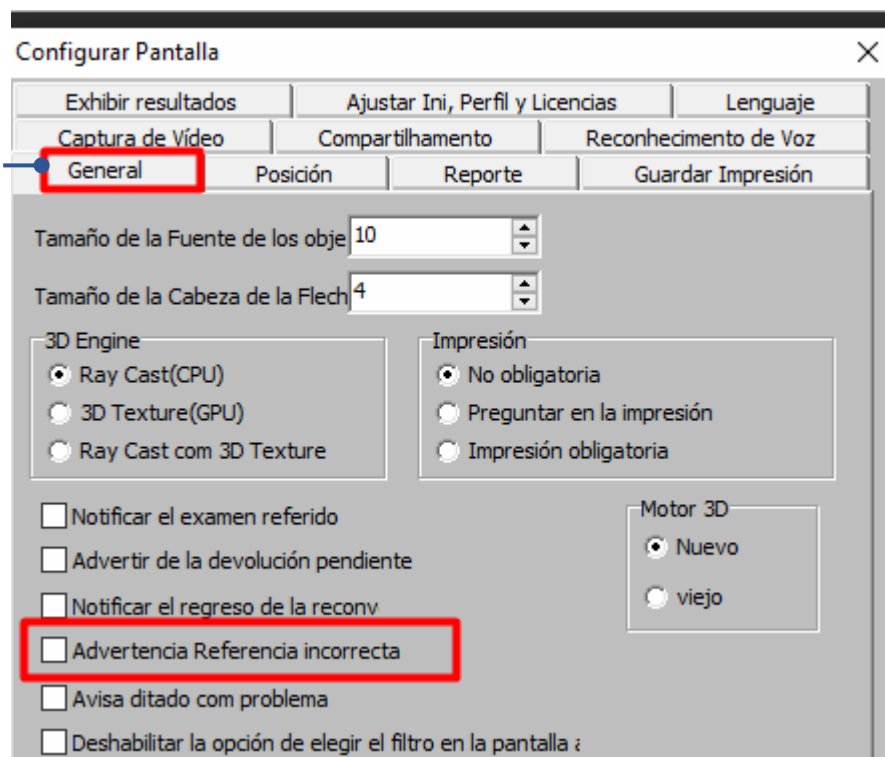 Configurar Pantalla
Exhibir resultados
Ajustar Ini, Perfil y Licencias
Lenguaje
Captura de Vídeo
Compartilhamento
Reconhecimento de Voz
General
Posición
Reporte
Guardar Impresión
Tamaño de la Fuente de los obje 10
Tamaño de la Cabeza de la Flech 4
3D Engine
Ray Cast(CPU)
3D Texture(GPU)
Ray Cast com 3D Texture
Impresión
No obligatoria
Preguntar en la impresión
Impresión obligatoria
Notificar el examen referido
Advertir de la devolución pendiente
Notificar el regreso de la reconv
Advertencia Referencia incorrecta
Avisa ditado com problema
Deshabilitar la opción de elegir el filtro en la pantalla a
Motor 3D
Nuevo
viejo